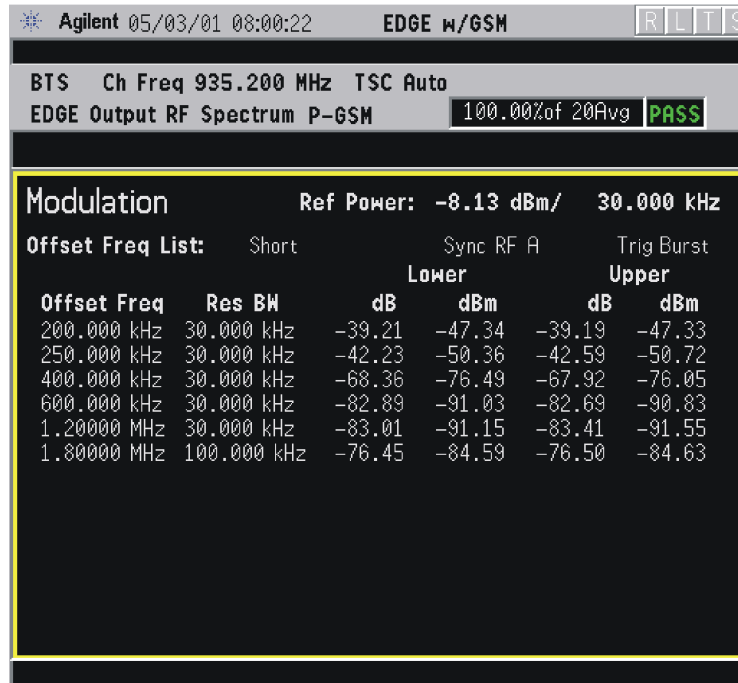 Agilent 05/03/01 08:00:22 EDGE w/GSM R L T S
BTS Ch Freq 935.200 MHz TSC Auto
EDGE Output RF Spectrum P-GSM 100.00%of 20Avg PASS
Modulation Ref Power: -8.13 dBm/ 30.000 kHz
Offset Freq List: Short Sync RF A Trig Burst
Lower Upper
Offset Freq Res BW dB dBm dB dBm
200.000 kHz 30.000 kHz -39.21 -47.34 -39.19 -47.33
250.000 kHz 30.000 kHz -42.23 -50.36 -42.59 -50.72
400.000 kHz 30.000 kHz -68.36 -76.49 -67.92 -76.05
600.000 kHz 30.000 kHz -82.89 -91.03 -82.69 -90.83
1.20000 MHz 30.000 kHz -83.01 -91.15 -83.41 -91.55
1.80000 MHz 100.000 kHz -76.45 -84.59 -76.50 -84.63